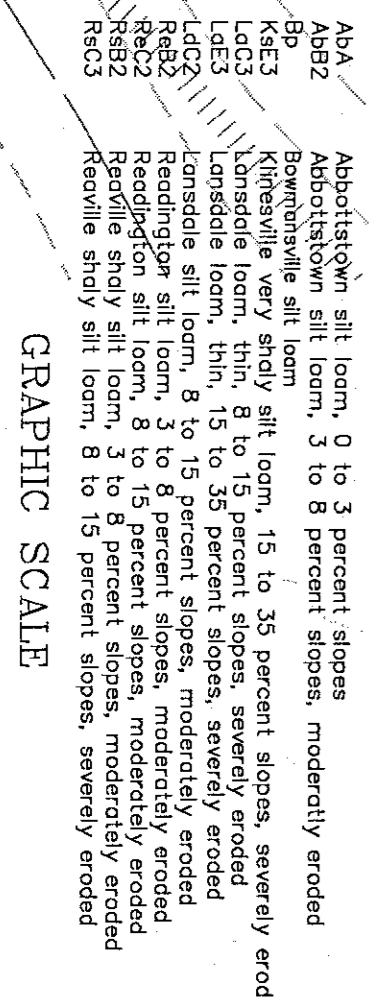 AbA Abbottstown silt loam, 0 to 3 percent slopes
AbB2 Abbottstown silt loam, 3 to 8 percent slopes, moderatly eroded
Bp Bowmansville silt loam
KsE3 Klinesville very shaly silt loam, 15 to 35 percent slopes, severely erod
LaC3 Lansdale loam, thin, 8 to 15 percent slopes, severely eroded
LaE3 Lansdale loam, thin, 15 to 35 percent slopes, severely eroded
LdC2 Lansdale silt loam, 8 to 15 percent slopes, moderately eroded
ReB2 Readington silt loam, 3 to 8 percent slopes, moderately eroded
ReC2 Readington silt loam, 8 to 15 percent slopes, moderately eroded
RsB2 Reaville shaly silt loam, 3 to 8 percent slopes, moderately eroded
RsC3 Reaville shaly silt loam, 8 to 15 percent slopes, severely eroded
GRAPHIC SCALE